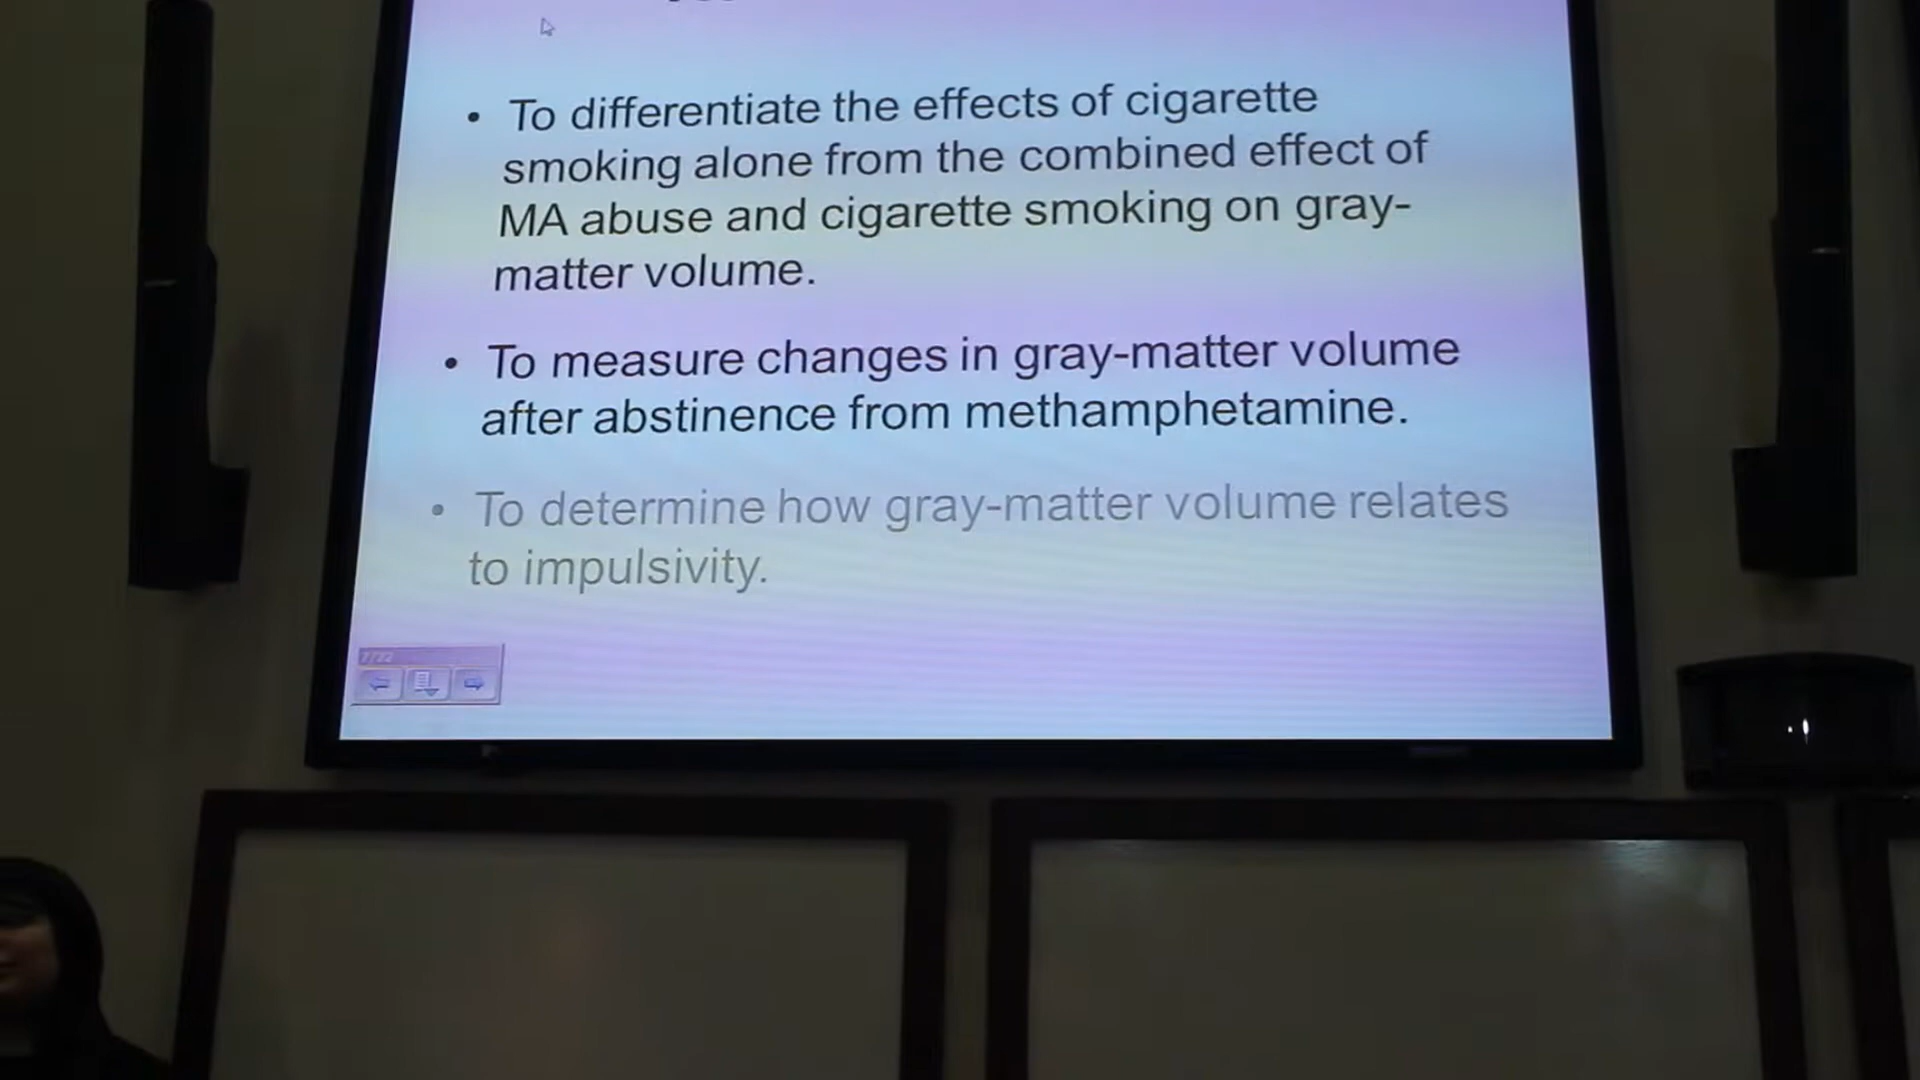 • To differentiate the effects of cigarette
smoking alone from the combined effect of
MA abuse and cigarette smoking on gray-
matter volume.
• To measure changes in gray-matter volume
after abstinence from methamphetamine.
• To determine how gray-matter volume relates
to impulsivity.